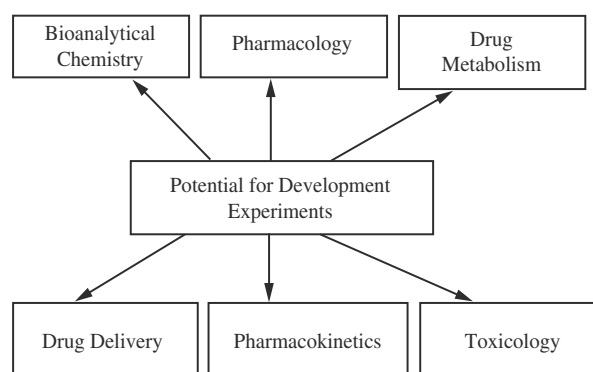 Bioanalytical
Chemistry
Pharmacology
Drug
Metabolism
Potential for Development
Experiments
Drug Delivery
Pharmacokinetics
Toxicology